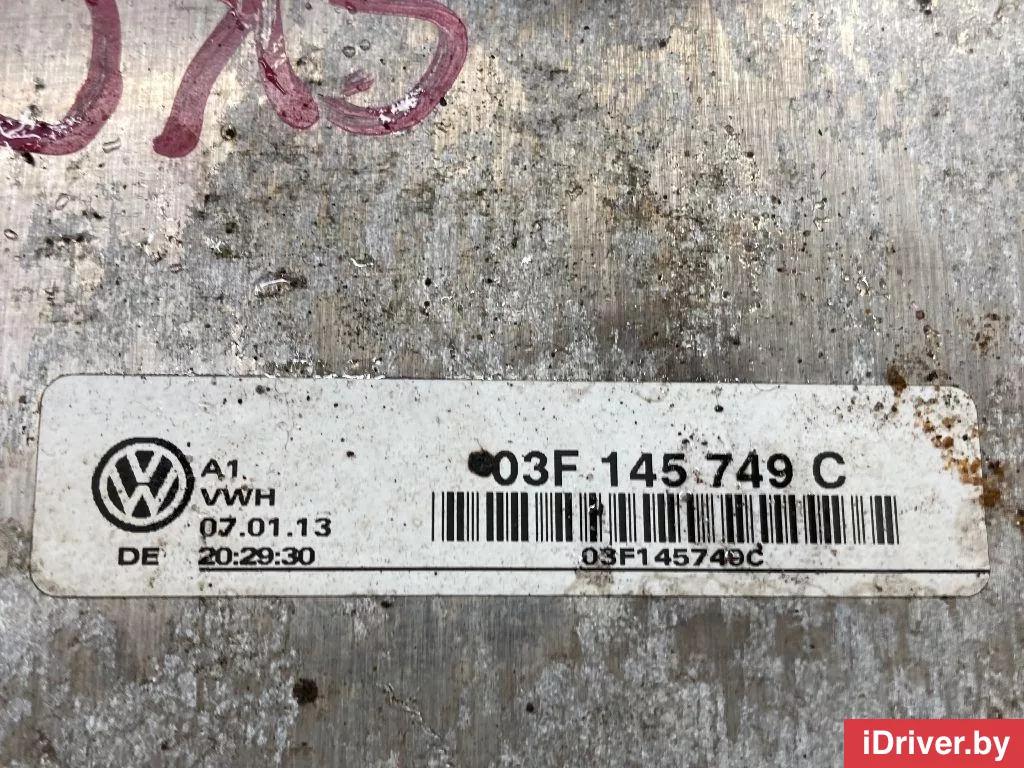 A1.
VWH
07.01.13
DE 20:29:30
03F 145 749 C
03F145749C
iDriver.by